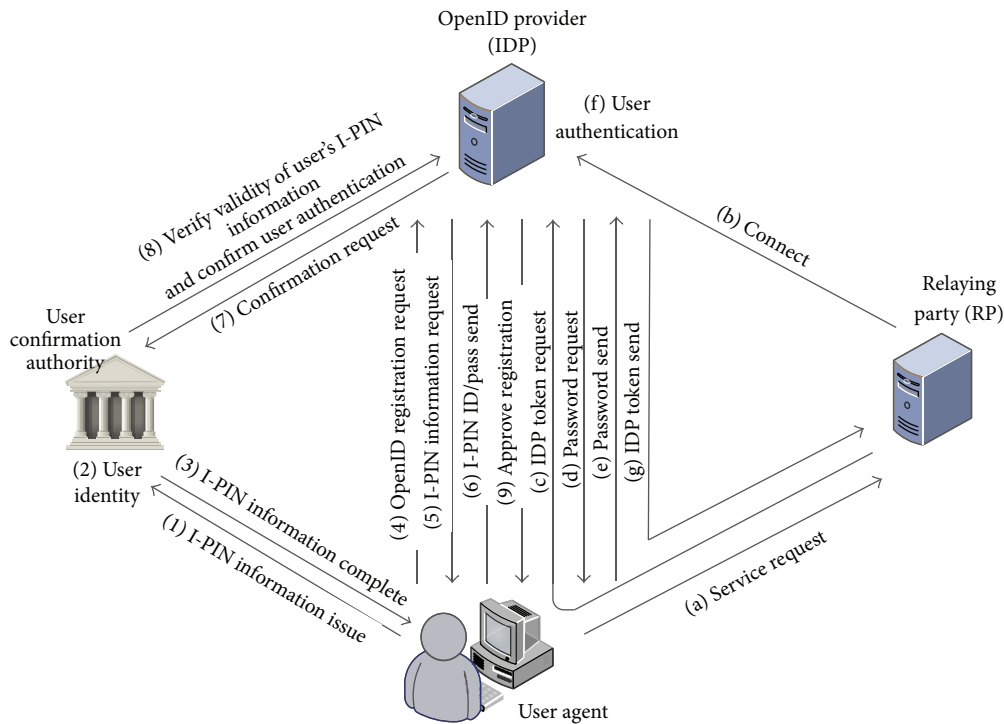 OpenID provider
(IDP)
(f) User
authentication
(8) Verify validity of user's I-PIN
information
and confirm user authentication
(7) Confirmation request
(b) Connect
User
confirmation
authority
Relaying
party (RP)
(4) OpenID registration request
(5) I-PIN information request
(6) I-PIN ID/pass send
(9) Approve registration
(c) IDP token request
(d) Password request
(e) Password send
(g) IDP token send
(2) User
identity
(3) I-PIN information complete
(1) I-PIN information issue
(a) Service request
User agent